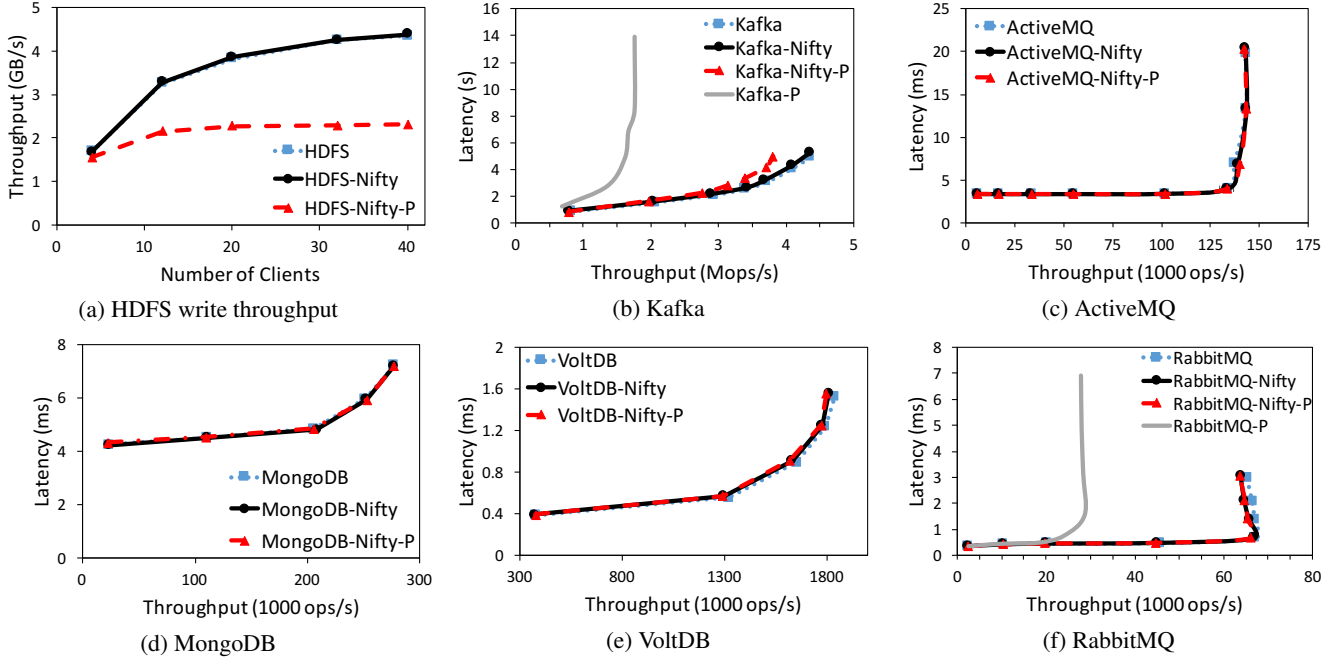 Throughput (GB/s)
5
4
3
2
1
0
0
10
20
30
40
HDFS
HDFS-Nifty
HDFS-Nifty-P
Number of Clients
(a) HDFS write throughput
Latency (s)
16
14
12
10
8
6
4
2
0
0
1
2
3
4
5
Kafka
Kafka-Nifty
Kafka-Nifty-P
Kafka-P
Throughput (Mops/s)
(b) Kafka
Latency (ms)
25
20
15
10
5
0
0
25
50
75
100
125
150
175
ActiveMQ
ActiveMQ-Nifty
ActiveMQ-Nifty-P
Throughput (1000 ops/s)
(c) ActiveMQ
Latency (ms)
8
6
4
2
0
0
100
200
300
MongoDB
MongoDB-Nifty
MongoDB-Nifty-P
Throughput (1000 ops/s)
(d) MongoDB
Latency (ms)
2
1.6
1.2
0.8
0.4
0
300
800
1300
1800
VoltDB
VoltDB-Nifty
VoltDB-Nifty-P
Throughput (1000 ops/s)
(e) VoltDB
Latency (ms)
8
7
6
5
4
3
2
1
0
0
20
40
60
80
RabbitMQ
RabbitMQ-Nifty
RabbitMQ-Nifty-P
RabbitMQ-P
Throughput (1000 ops/s)
(f) RabbitMQ